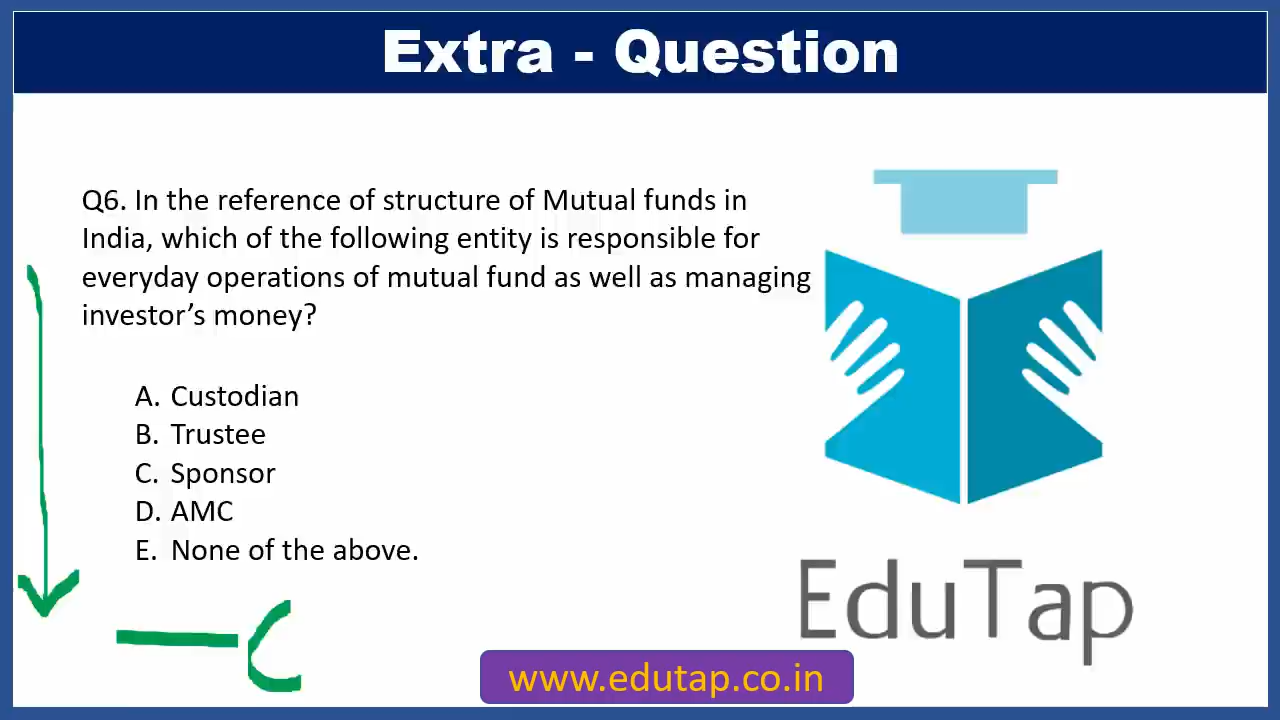 Extra - Question
Q6. In the reference of structure of Mutual funds in
India, which of the following entity is responsible for
everyday operations of mutual fund as well as managing
investor’s money?
A. Custodian
B. Trustee
C. Sponsor
D. AMC
E. None of the above.
— C
EduTap
www.edutap.co.in